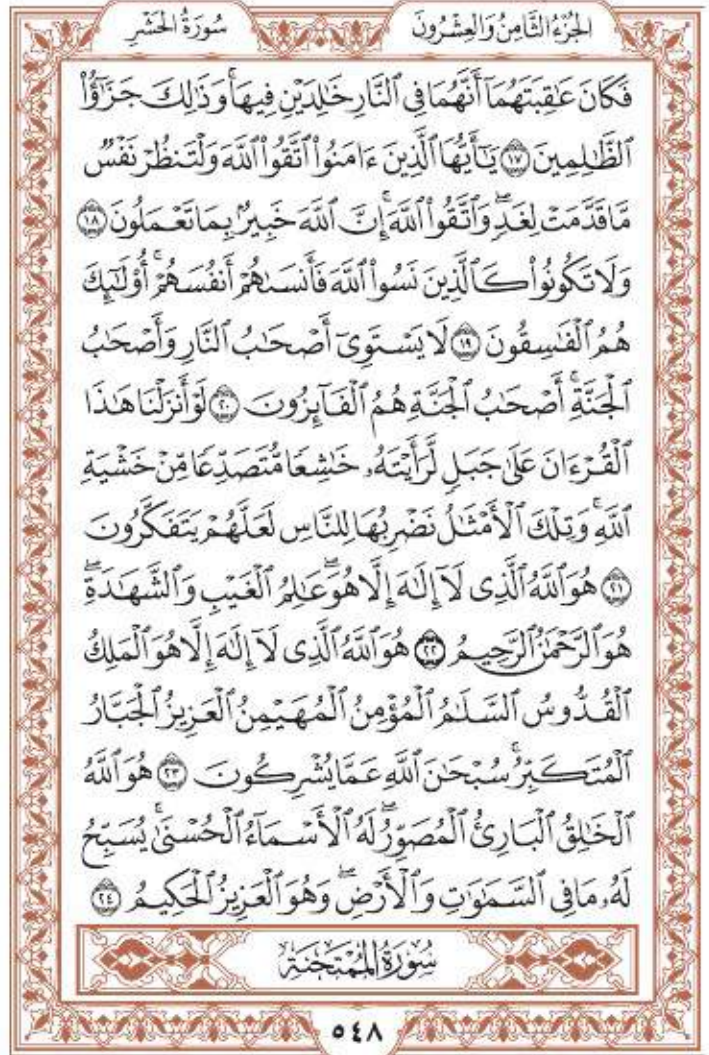 سُورَةُ الحَشْرِ الجُزْءُ الثَّامِنُ وَالعِشْرُونَ
فَكَانَ عَٰقِبَتَهُمَآ أَنَّهُمَا فِى ٱلنَّارِ خَٰلِدَيْنِ فِيهَاۚ وَذَٰلِكَ جَزَٰٓؤُا۟
ٱلظَّٰلِمِينَ ١٧ يَٰٓأَيُّهَا ٱلَّذِينَ ءَامَنُوا۟ ٱتَّقُوا۟ ٱللَّهَ وَلْتَنظُرْ نَفْسٌ
مَّا قَدَّمَتْ لِغَدٍۖ وَٱتَّقُوا۟ ٱللَّهَۚ إِنَّ ٱللَّهَ خَبِيرٌۢ بِمَا تَعْمَلُونَ ١٨
وَلَا تَكُونُوا۟ كَٱلَّذِينَ نَسُوا۟ ٱللَّهَ فَأَنسَىٰهُمْ أَنفُسَهُمْۚ أُو۟لَٰٓئِكَ
هُمُ ٱلْفَٰسِقُونَ ١٩ لَا يَسْتَوِىٓ أَصْحَٰبُ ٱلنَّارِ وَأَصْحَٰبُ
ٱلْجَنَّةِۚ أَصْحَٰبُ ٱلْجَنَّةِ هُمُ ٱلْفَآئِزُونَ ٢٠ لَوْ أَنزَلْنَا هَٰذَا
ٱلْقُرْءَانَ عَلَىٰ جَبَلٍ لَّرَأَيْتَهُۥ خَٰشِعًا مُّتَصَدِّعًا مِّنْ خَشْيَةِ
ٱللَّهِۚ وَتِلْكَ ٱلْأَمْثَٰلُ نَضْرِبُهَا لِلنَّاسِ لَعَلَّهُمْ يَتَفَكَّرُونَ
٢١ هُوَ ٱللَّهُ ٱلَّذِى لَآ إِلَٰهَ إِلَّا هُوَۖ عَٰلِمُ ٱلْغَيْبِ وَٱلشَّهَٰدَةِۖ
هُوَ ٱلرَّحْمَٰنُ ٱلرَّحِيمُ ٢٢ هُوَ ٱللَّهُ ٱلَّذِى لَآ إِلَٰهَ إِلَّا هُوَ ٱلْمَلِكُ
ٱلْقُدُّوسُ ٱلسَّلَٰمُ ٱلْمُؤْمِنُ ٱلْمُهَيْمِنُ ٱلْعَزِيزُ ٱلْجَبَّارُ
ٱلْمُتَكَبِّرُۚ سُبْحَٰنَ ٱللَّهِ عَمَّا يُشْرِكُونَ ٢٣ هُوَ ٱللَّهُ
ٱلْخَٰلِقُ ٱلْبَارِئُ ٱلْمُصَوِّرُۖ لَهُ ٱلْأَسْمَآءُ ٱلْحُسْنَىٰۚ يُسَبِّحُ
لَهُۥ مَا فِى ٱلسَّمَٰوَٰتِ وَٱلْأَرْضِۖ وَهُوَ ٱلْعَزِيزُ ٱلْحَكِيمُ ٢٤
سُورَةُ المُمْتَحَنَةِ
٥٤٨